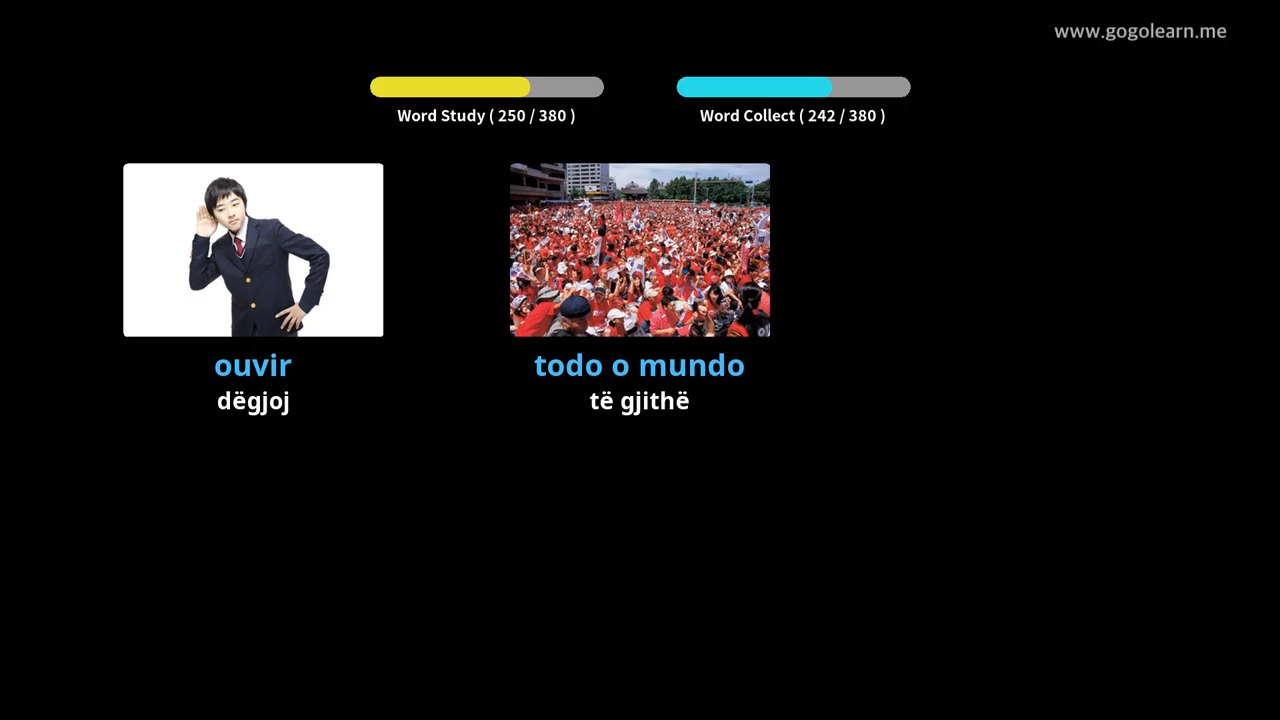 www.gogolearn.me
Word Study ( 250 / 380 )
Word Collect ( 242 / 380 )
ouvir
dëgjoj
todo o mundo
të gjithë